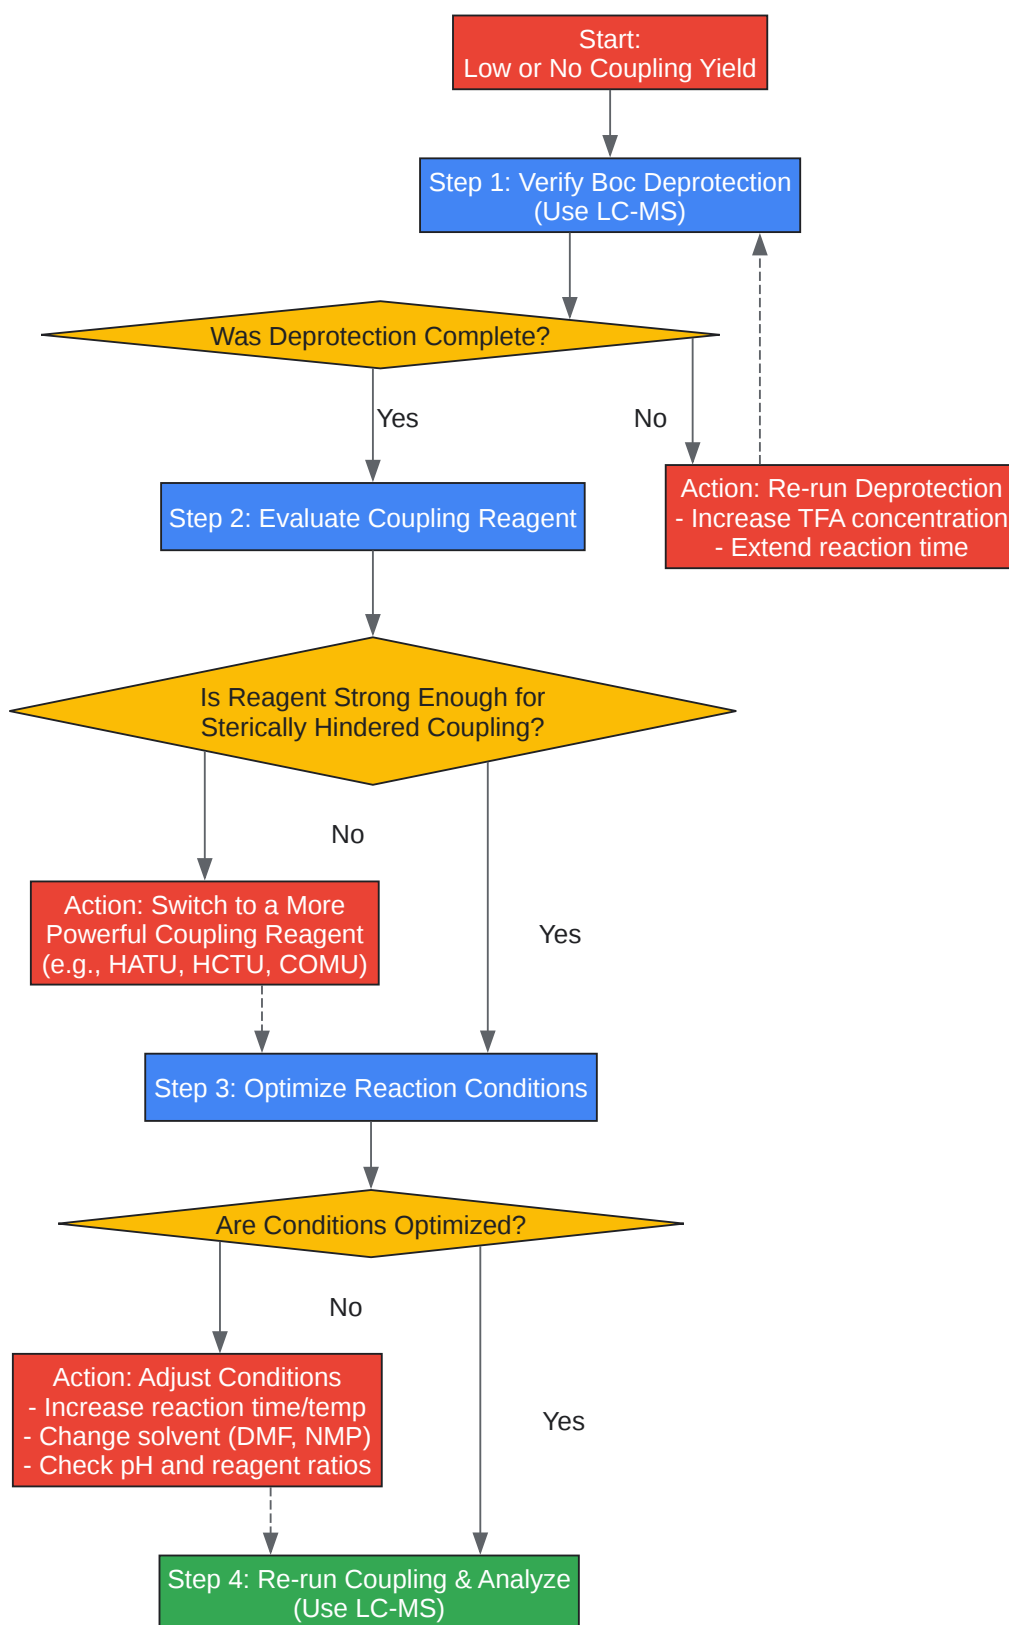 Start:
Low or No Coupling Yield
Step 1: Verify Boc Deprotection
(Use LC-MS)
Was Deprotection Complete?
Yes
No
Action: Re-run Deprotection
- Increase TFA concentration
- Extend reaction time
Step 2: Evaluate Coupling Reagent
Is Reagent Strong Enough for
Sterically Hindered Coupling?
No
Yes
Action: Switch to a More
Powerful Coupling Reagent
(e.g., HATU, HCTU, COMU)
Step 3: Optimize Reaction Conditions
Are Conditions Optimized?
No
Yes
Action: Adjust Conditions
- Increase reaction time/temp
- Change solvent (DMF, NMP)
- Check pH and reagent ratios
Step 4: Re-run Coupling & Analyze
(Use LC-MS)